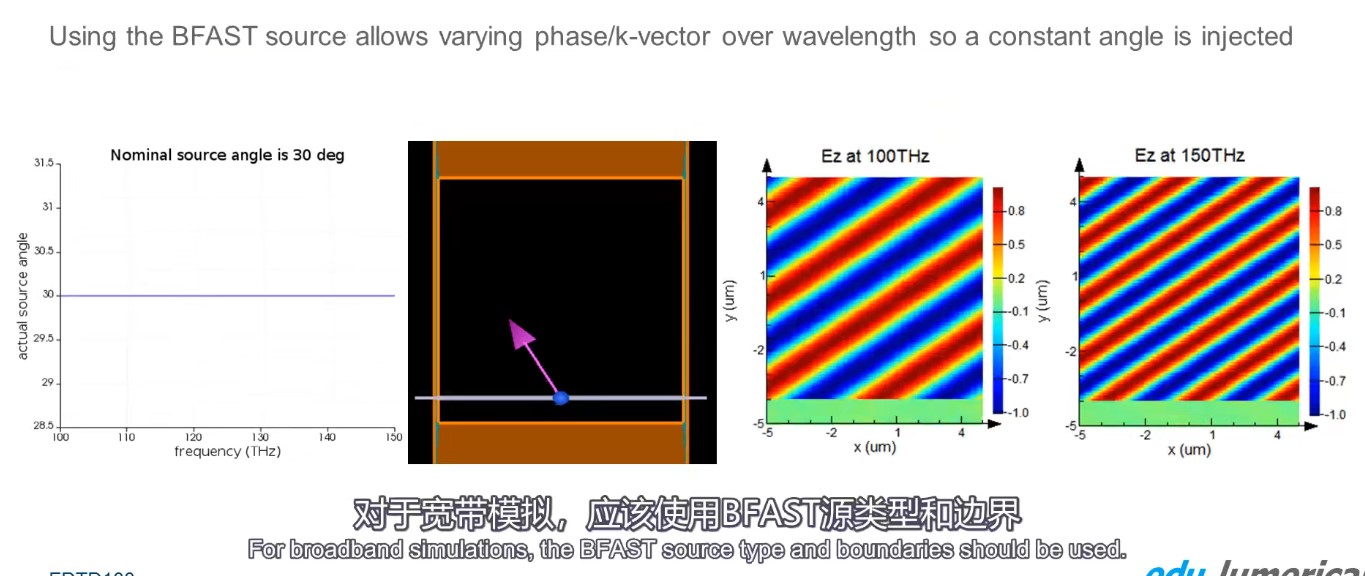 Using the BFAST source allows varying phase/k-vector over wavelength so a constant angle is injected
Nominal source angle is 30 deg
31.5
31
30.5
30
29.5
29
28.5
actual source angle
100 110 120 130 140 150
frequency (THz)
Ez at 100THz
4
1
-2
-5
y (um)
-5 -2 1 4
x (um)
0.8
0.5
0.2
-0.1
-0.4
-0.7
-1.0
Ez at 150THz
4
1
-2
-5
y (um)
-5 -2 1 4
x (um)
0.8
0.5
0.2
-0.1
-0.4
-0.7
-1.0
对于宽带模拟，应该使用BFAST源类型和边界
For broadband simulations, the BFAST source type and boundaries should be used.